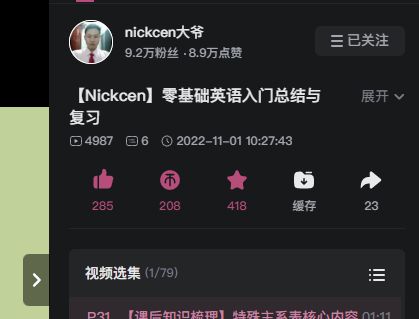 nickcen大爷
9.2万粉丝 · 8.9万点赞
已关注
【Nickcen】零基础英语入门总结与
复习
展开
4987 6 2022-11-01 10:27:43
285 208 418 缓存 23
视频选集 (1/79)
P31 【课后知识梳理】特殊主系表核心内容 01:11